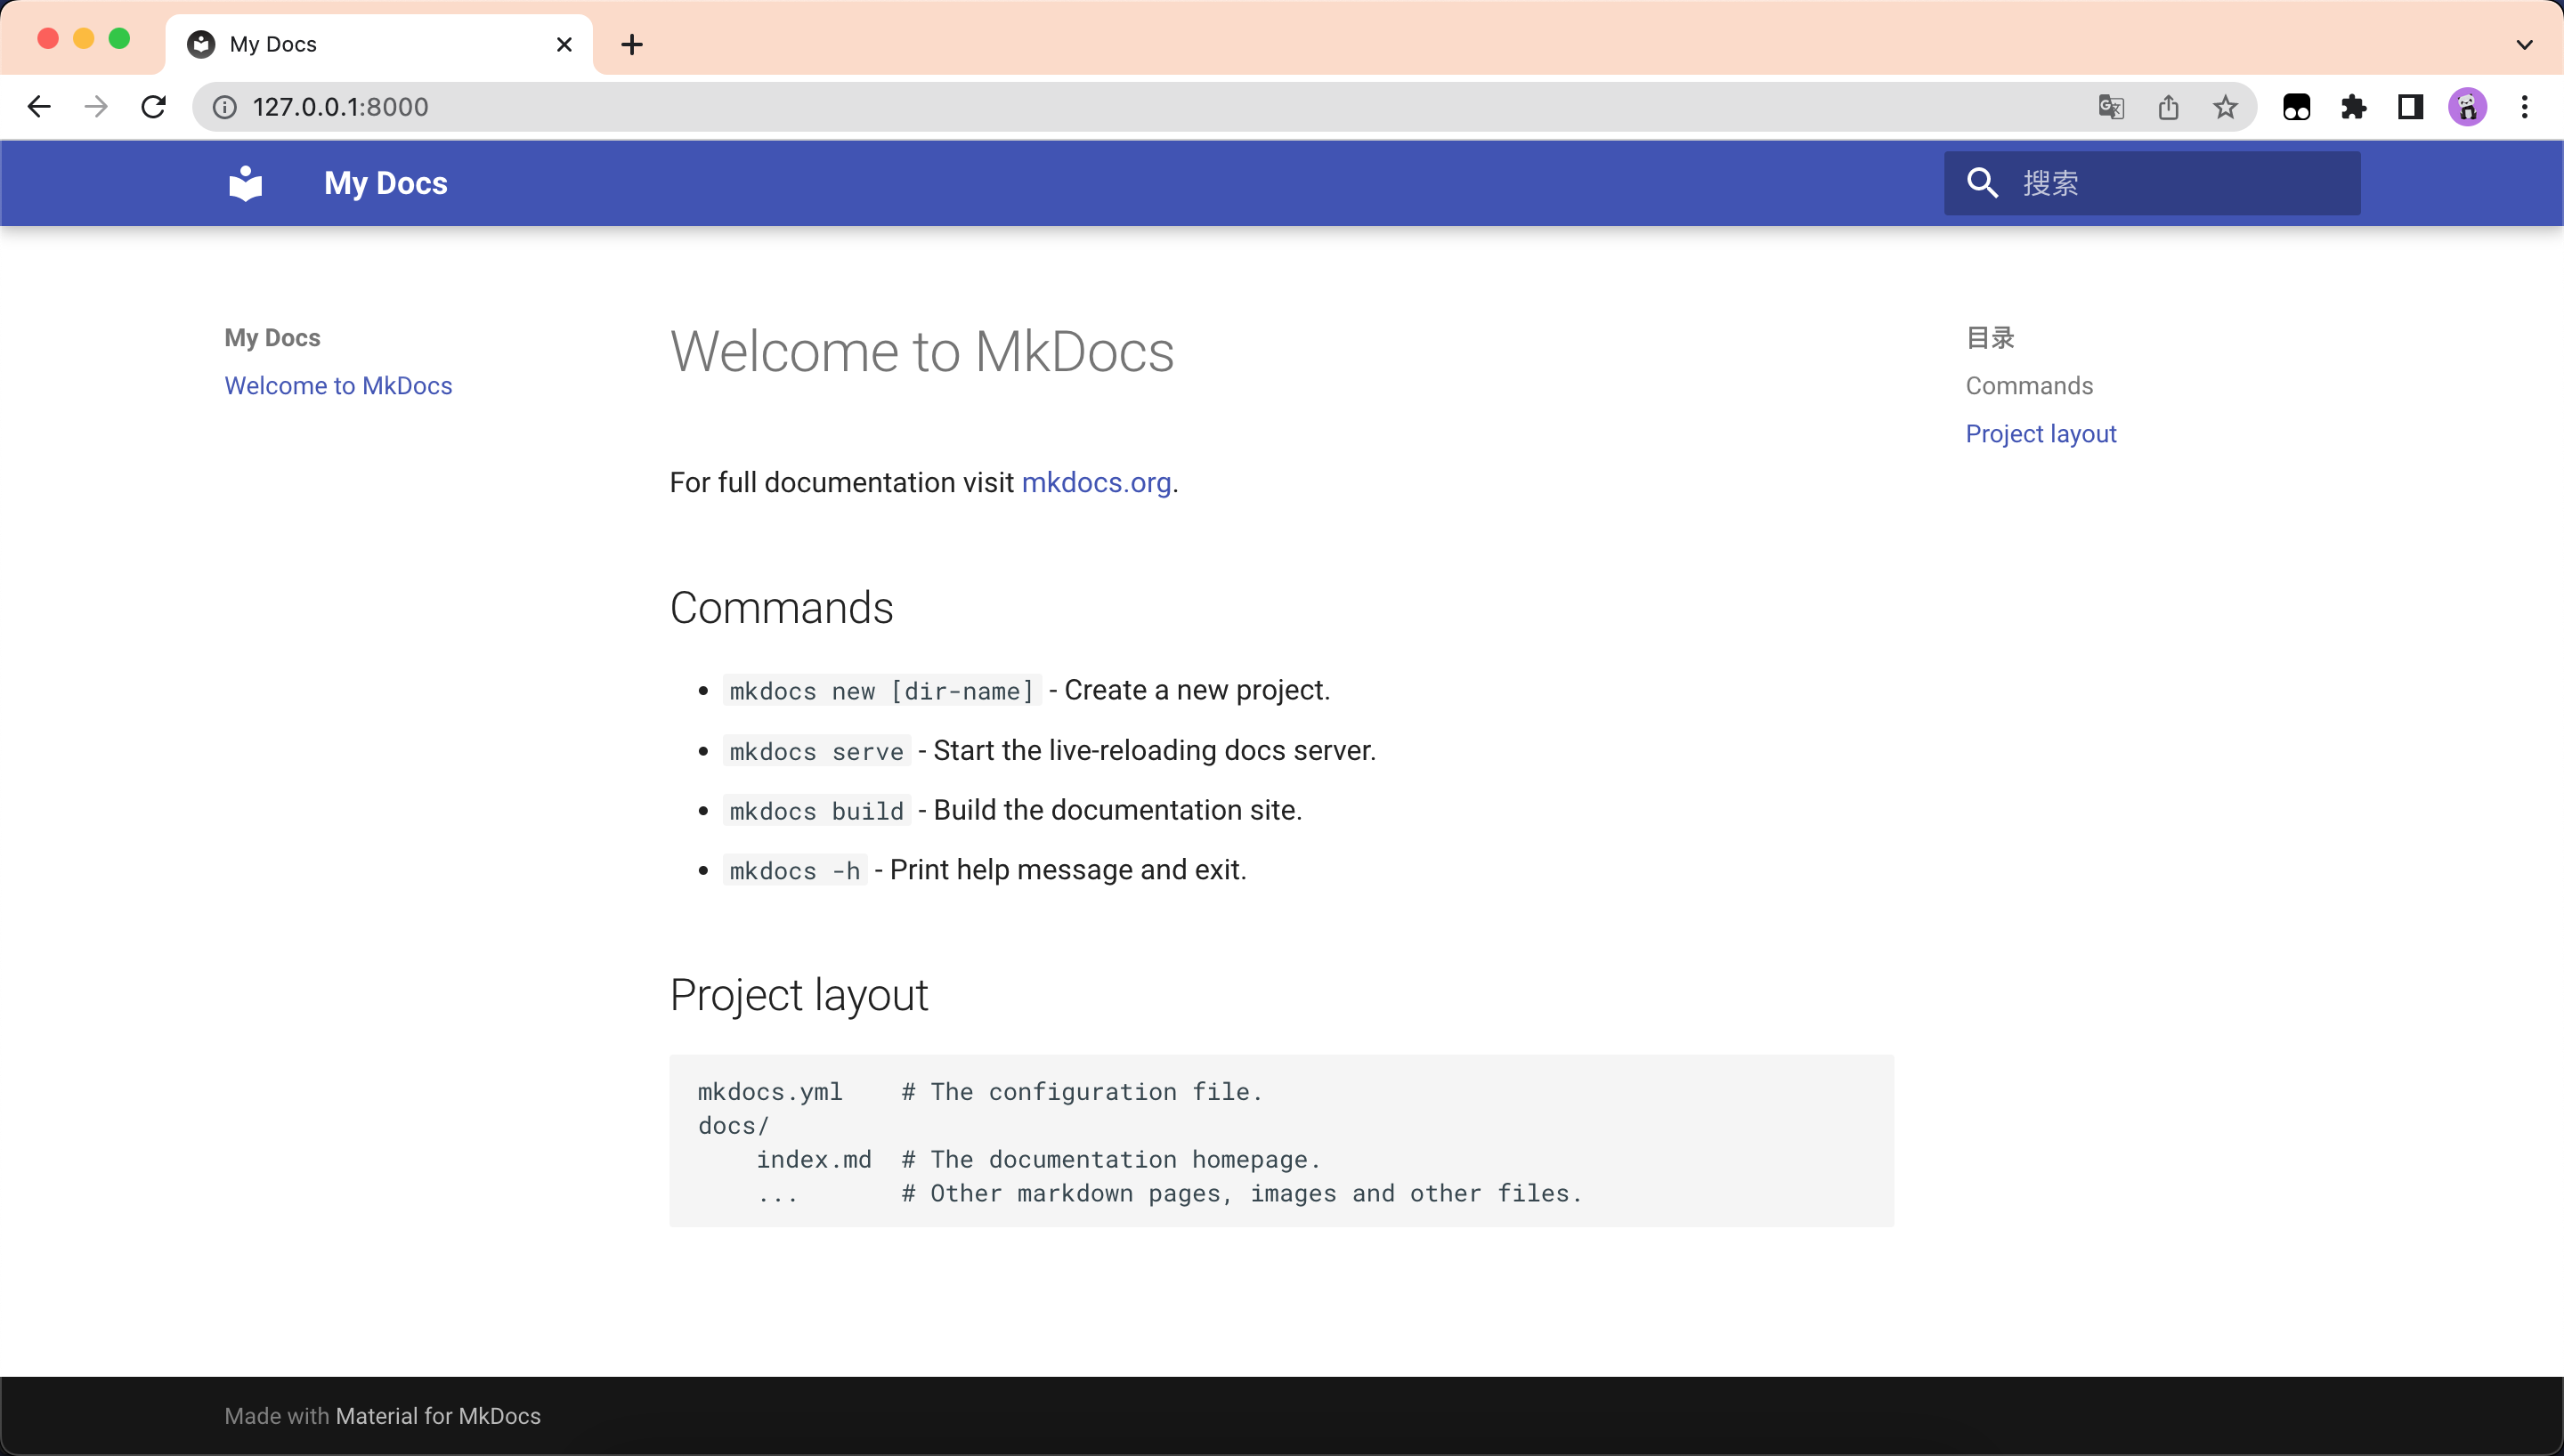 My Docs
127.0.0.1:8000
My Docs
搜索
My Docs
Welcome to MkDocs
Welcome to MkDocs
For full documentation visit mkdocs.org.
Commands
mkdocs new [dir-name] - Create a new project.
mkdocs serve - Start the live-reloading docs server.
mkdocs build - Build the documentation site.
mkdocs -h - Print help message and exit.
Project layout
mkdocs.yml    # The configuration file.
docs/
    index.md  # The documentation homepage.
    ...       # Other markdown pages, images and other files.
目录
Commands
Project layout
Made with Material for MkDocs